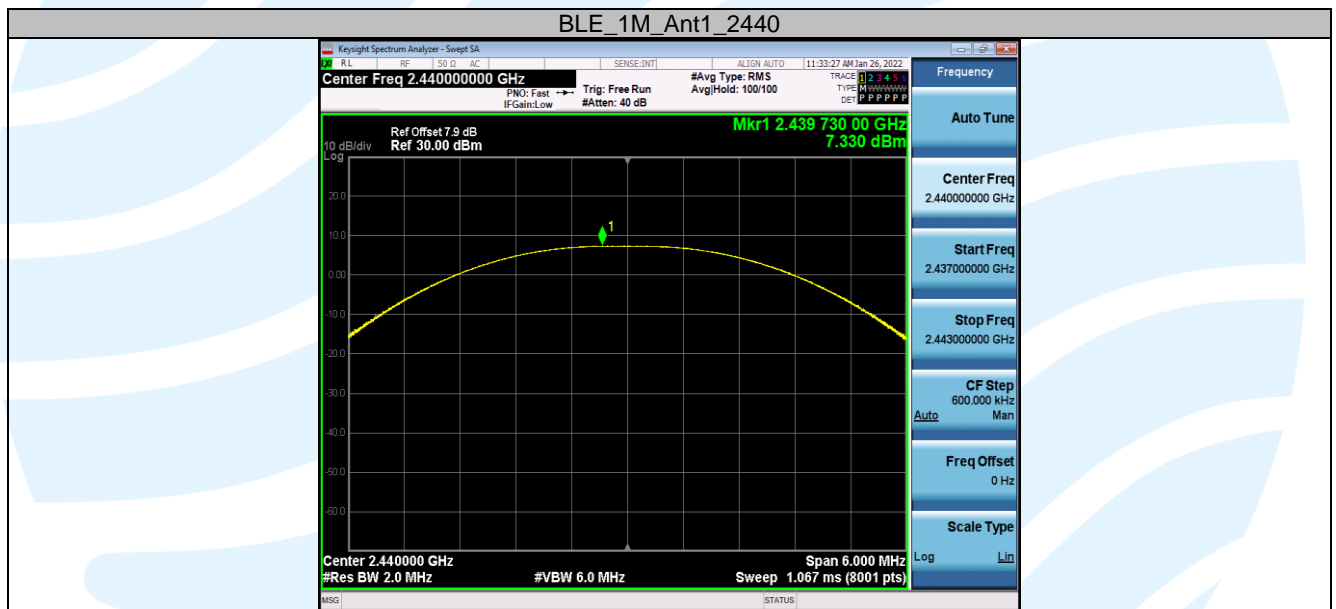 BLE_1M_Ant1_2440
Keysight Spectrum Analyzer - Swept SA
RL RF 50 Ω AC SENSE:INT ALIGN AUTO 11:33:27 AM Jan 26, 2022
Center Freq 2.440000000 GHz
PNO: Fast
IFGain:Low
Trig: Free Run
#Atten: 40 dB
#Avg Type: RMS
Avg|Hold: 100/100
TRACE 1 2 3 4 5 6
TYPE M
DET P P P P P P
Frequency
Ref Offset 7.9 dB
10 dB/div Ref 30.00 dBm
Log
Mkr1 2.439 730 00 GHz
7.330 dBm
20.0
10.0
0.00
-10.0
-20.0
-30.0
-40.0
-50.0
-60.0
1
Center 2.440000 GHz Span 6.000 MHz
#Res BW 2.0 MHz #VBW 6.0 MHz Sweep 1.067 ms (8001 pts)
Auto Tune
Center Freq
2.440000000 GHz
Start Freq
2.437000000 GHz
Stop Freq
2.443000000 GHz
CF Step
600.000 kHz
Auto Man
Freq Offset
0 Hz
Scale Type
Log Lin
MSG STATUS